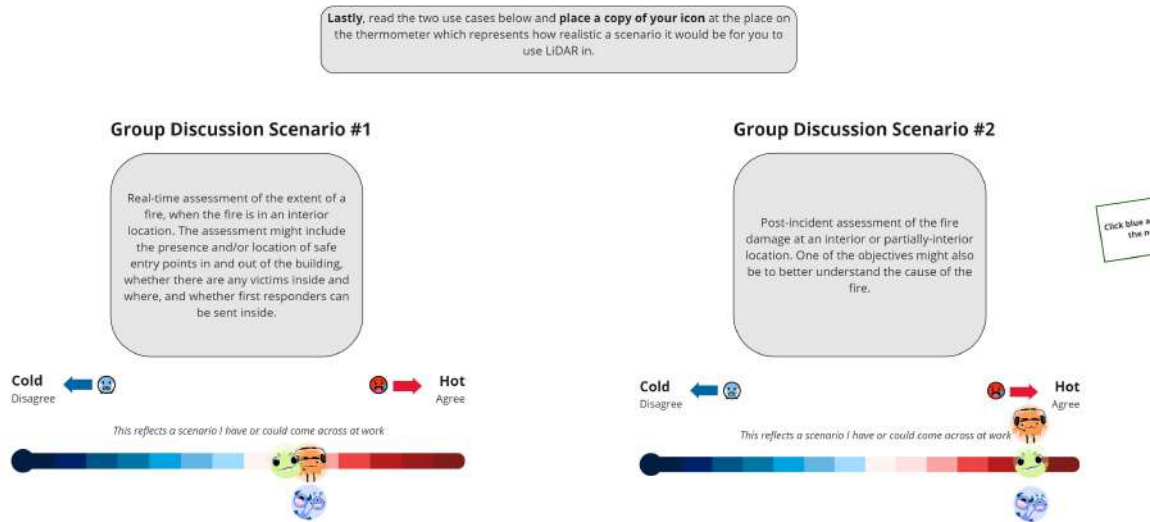 Lastly, read the two use cases below and place a copy of your icon at the place on
the thermometer which represents how realistic a scenario it would be for you to
use LiDAR in.
Group Discussion Scenario #1
Real-time assessment of the extent of a
fire, when the fire is in an interior
location. The assessment might include
the presence and/or location of safe
entry points in and out of the building,
whether there are any victims inside and
where, and whether first responders can
be sent inside.
Cold
Disagree
Hot
Agree
This reflects a scenario I have or could come across at work
Group Discussion Scenario #2
Post-incident assessment of the fire
damage at an interior or partially-interior
location. One of the objectives might also
be to better understand the cause of the
fire.
Cold
Disagree
Hot
Agree
This reflects a scenario I have or could come across at work
Click blue
the